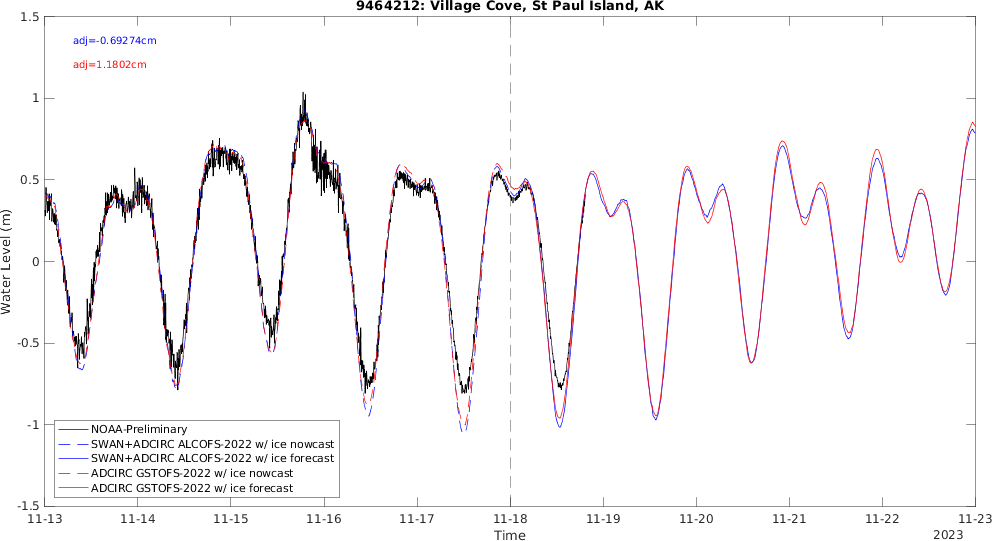 9464212: Village Cove, St Paul Island, AK
adj=-0.69274cm
adj=1.1802cm
1.5
1
0.5
0
-0.5
-1
-1.5
Water Level (m)
NOAA-Preliminary
SWAN+ADCIRC ALCOFS-2022 w/ ice nowcast
SWAN+ADCIRC ALCOFS-2022 w/ ice forecast
ADCIRC GSTOFS-2022 w/ ice nowcast
ADCIRC GSTOFS-2022 w/ ice forecast
11-13 11-14 11-15 11-16 11-17 11-18 11-19 11-20 11-21 11-22 11-23
Time
2023